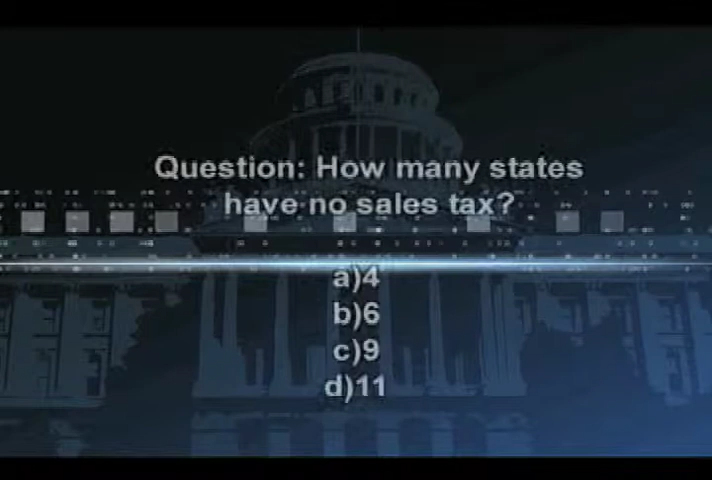 Question: How many states
have no sales tax?
a)4
b)6
c)9
d)11